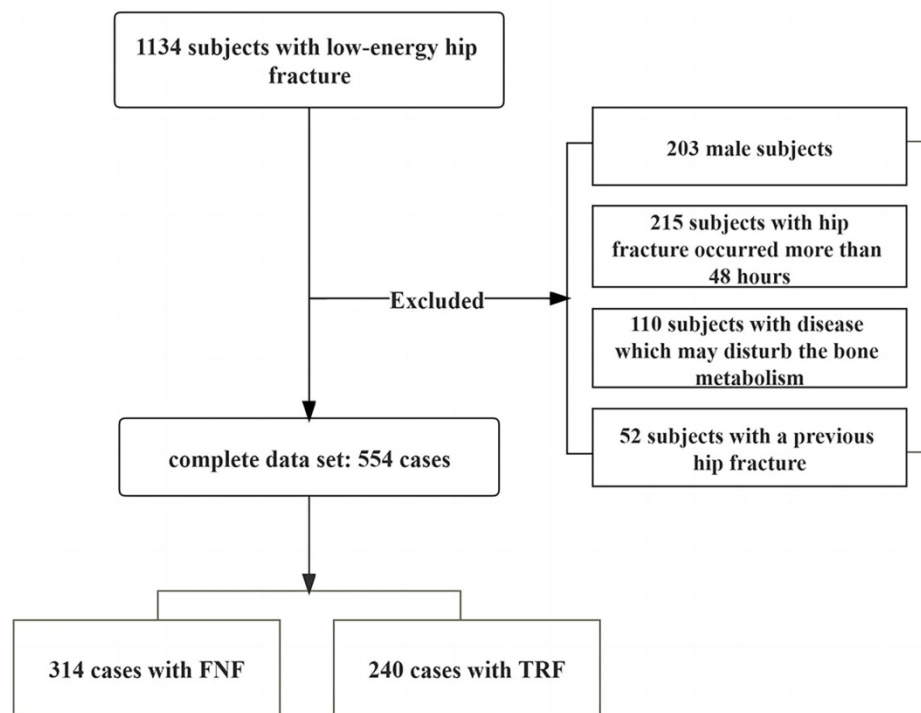 1134 subjects with low-energy hip
fracture
203 male subjects
215 subjects with hip
fracture occurred more than
48 hours
Excluded
110 subjects with disease
which may disturb the bone
metabolism
52 subjects with a previous
hip fracture
complete data set: 554 cases
314 cases with FNF
240 cases with TRF